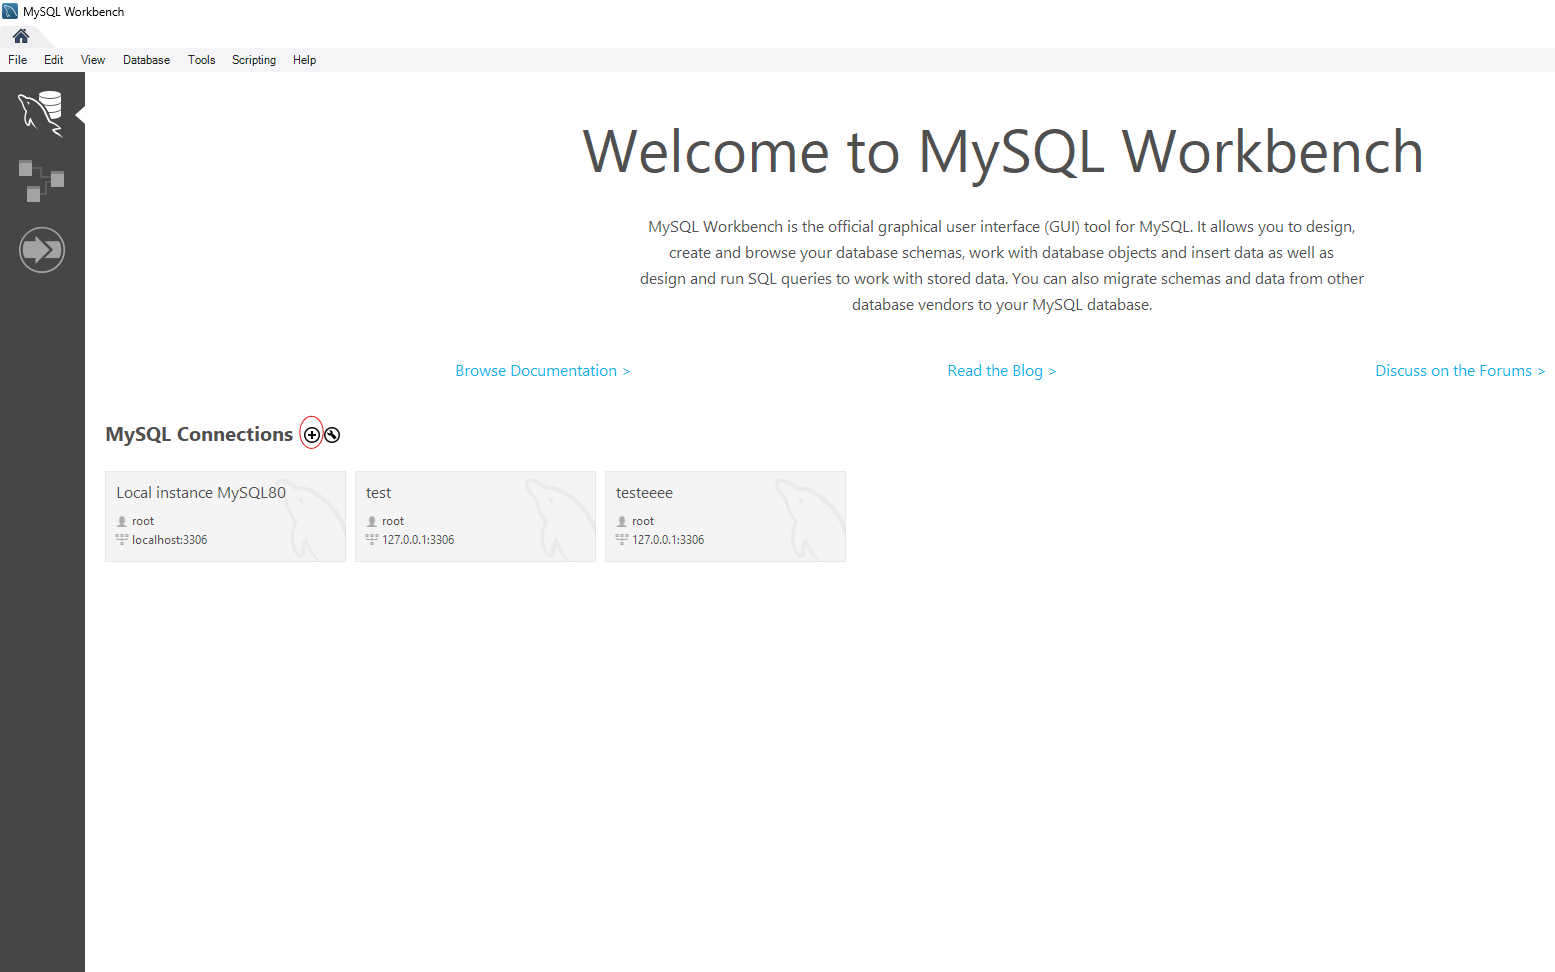 MySQL Workbench
File Edit View Database Tools Scripting Help
Welcome to MySQL Workbench
MySQL Workbench is the official graphical user interface (GUI) tool for MySQL. It allows you to design,
create and browse your database schemas, work with database objects and insert data as well as
design and run SQL queries to work with stored data. You can also migrate schemas and data from other
database vendors to your MySQL database.
Browse Documentation > Read the Blog > Discuss on the Forums >
MySQL Connections
Local instance MySQL80
root
localhost:3306
test
root
127.0.0.1:3306
testeeee
root
127.0.0.1:3306